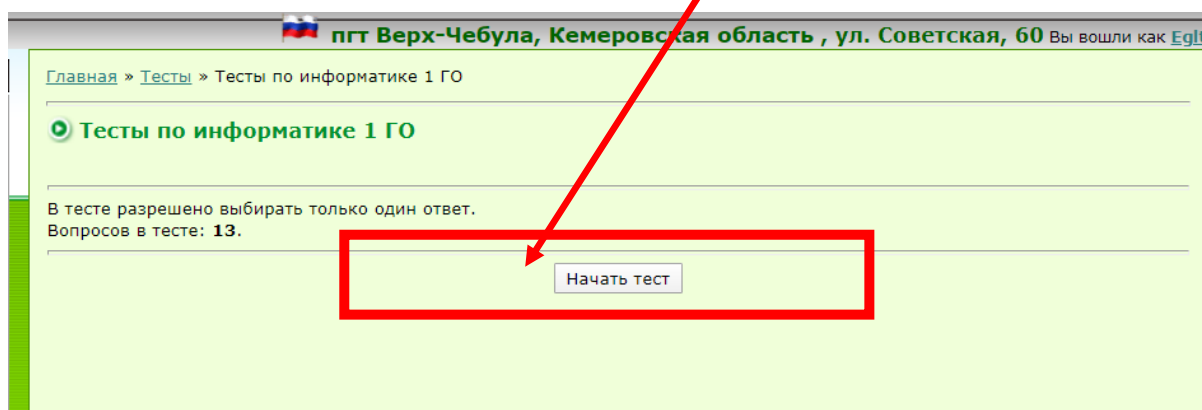 пгт Верх-Чебула, Кемеровская область , ул. Советская, 60 Вы вошли как
Главная » Тесты » Тесты по информатике 1 ГО
Тесты по информатике 1 ГО
В тесте разрешено выбирать только один ответ.
Вопросов в тесте: 13.
Начать тест